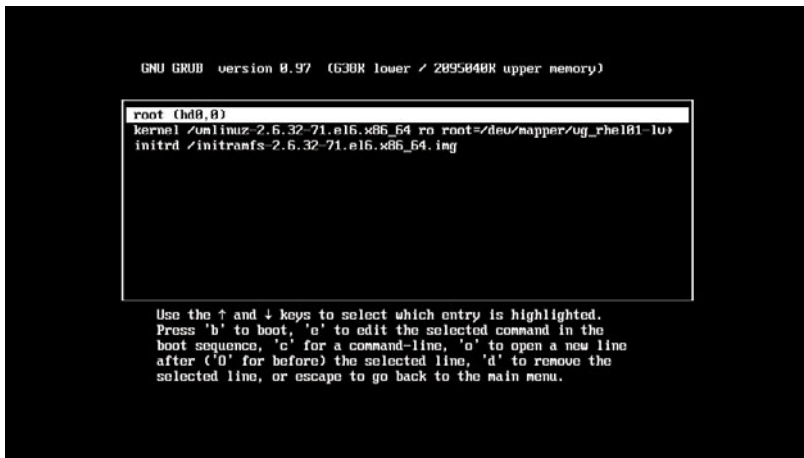 GNU GRUB version 0.97 (638K lower / 2095040K upper memory)
root (hd0,0)
kernel /vmlinuz-2.6.32-71.el6.x86_64 ro root=/dev/mapper/vg_rhel01-lv→
initrd /initramfs-2.6.32-71.el6.x86_64.img
Use the ↑ and ↓ keys to select which entry is highlighted.
Press 'b' to boot, 'e' to edit the selected command in the
boot sequence, 'c' for a command-line, 'o' to open a new line
after ('O' for before) the selected line, 'd' to remove the
selected line, or escape to go back to the main menu.